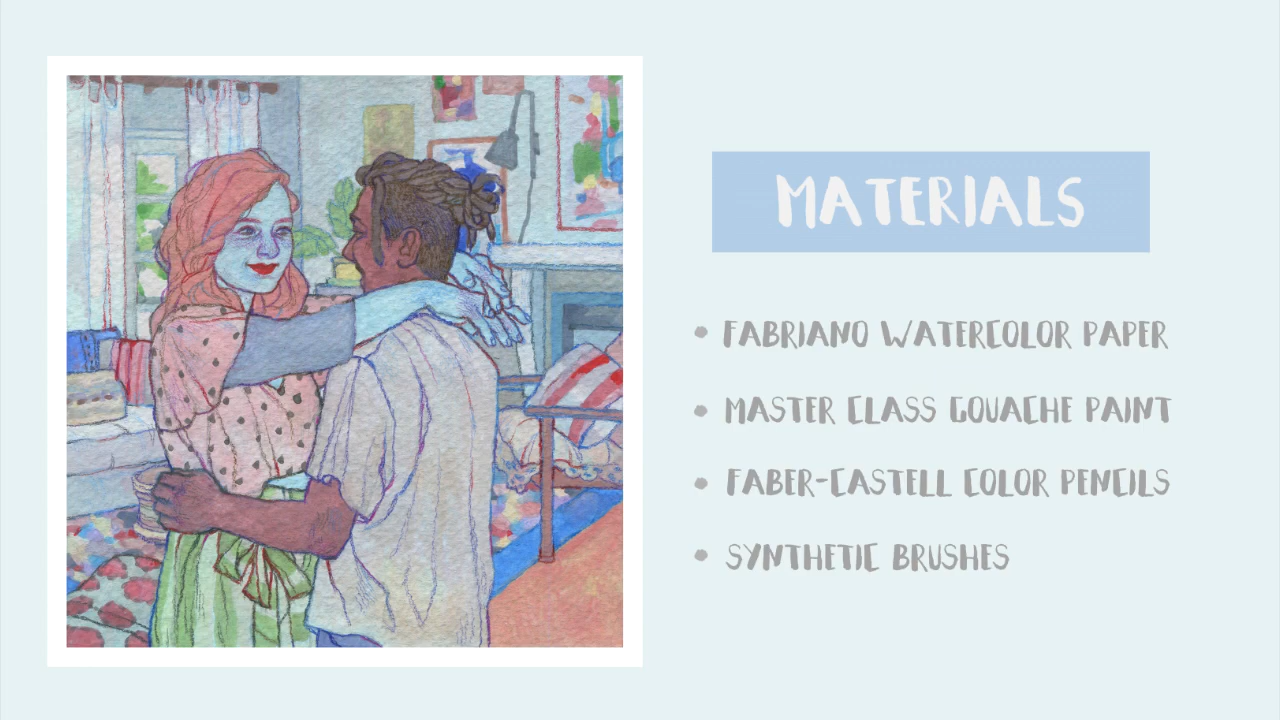 MATERIALS
• FABRIANO WATERCOLOR PAPER
• MASTER CLASS GOUACHE PAINT
• FABER-CASTELL COLOR PENCILS
• SYNTHETIC BRUSHES